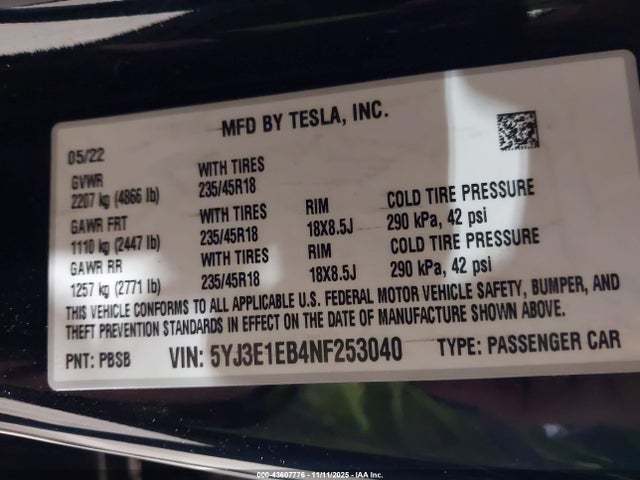 MFD BY TESLA, INC.
05/22
GVWR WITH TIRES
2207 kg (4866 lb) 235/45R18
GAWR FRT WITH TIRES RIM COLD TIRE PRESSURE
1110 kg (2447 lb) 235/45R18 18X8.5J 290 kPa, 42 psi
GAWR RR WITH TIRES RIM COLD TIRE PRESSURE
1257 kg (2771 lb) 235/45R18 18X8.5J 290 kPa, 42 psi
THIS VEHICLE CONFORMS TO ALL APPLICABLE U.S. FEDERAL MOTOR VEHICLE SAFETY, BUMPER, AND
THEFT PREVENTION STANDARDS IN EFFECT ON THE DATE OF MANUFACTURE SHOWN ABOVE.
PNT: PBSB VIN: 5YJ3E1EB4NF253040 TYPE: PASSENGER CAR
000-43607776 - 11/11/2025 - IAA Inc.